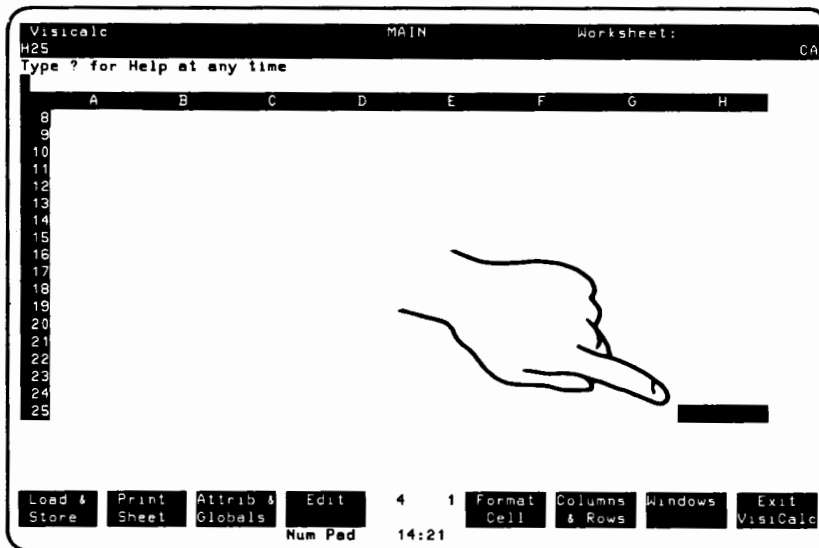 Visicalc MAIN Worksheet:
H25 CA
Type ? for Help at any time
A B C D E F G H
8
9
10
11
12
13
14
15
16
17
18
19
20
21
22
23
24
25
Load & Print Attrib & Edit 4 1 Format Columns Windows Exit
Store Sheet Globals Cell & Rows VisiCalc
Num Pad 14:21